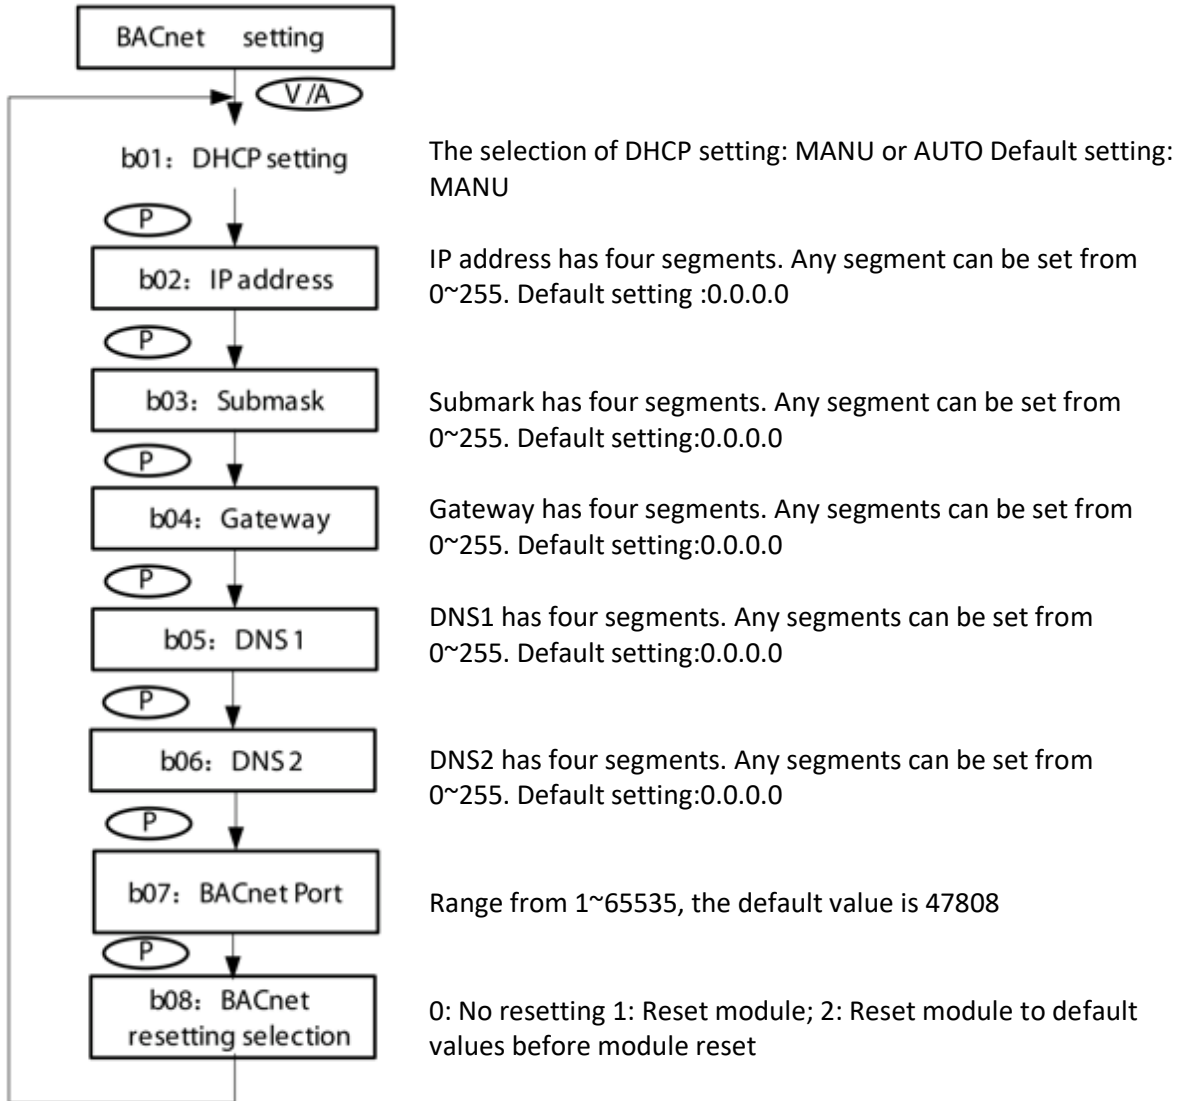 BACnet setting
V/A
b01: DHCP setting
The selection of DHCP setting: MANU or AUTO Default setting:
MANU
P
b02: IP address
IP address has four segments. Any segment can be set from
0~255. Default setting :0.0.0.0
P
b03: Submask
Submark has four segments. Any segment can be set from
0~255. Default setting:0.0.0.0
P
b04: Gateway
Gateway has four segments. Any segments can be set from
0~255. Default setting:0.0.0.0
P
b05: DNS1
DNS1 has four segments. Any segments can be set from
0~255. Default setting:0.0.0.0
P
b06: DNS2
DNS2 has four segments. Any segments can be set from
0~255. Default setting:0.0.0.0
P
b07: BACnet Port
Range from 1~65535, the default value is 47808
P
b08: BACnet
resetting selection
0: No resetting 1: Reset module; 2: Reset module to default
values before module reset